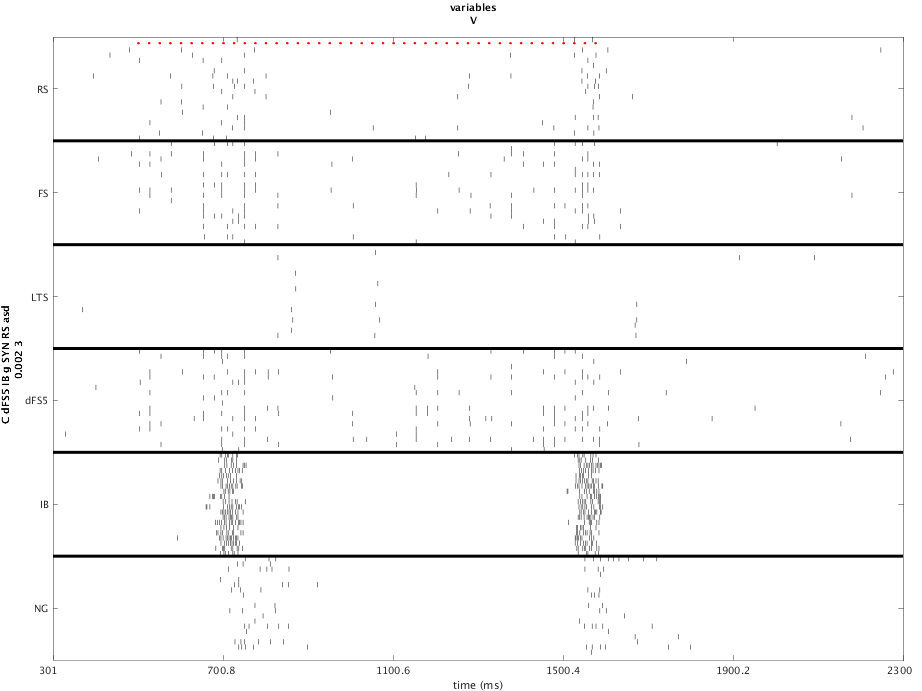 variables
V
RS
FS
LTS
dFS5
IB
NG
C dFS5 IB g SYN RS asd
0.002 3
301
700.8
1100.6
1500.4
1900.2
2300
time (ms)